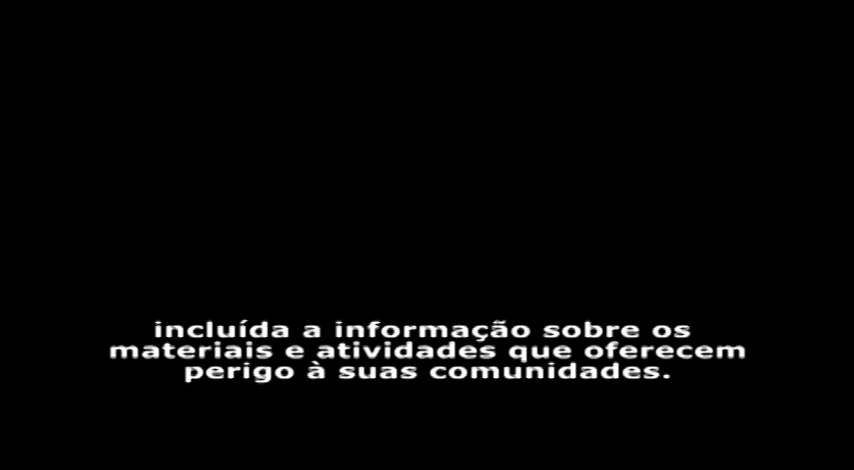 incluída a informação sobre os
materiais e atividades que oferecem
perigo à suas comunidades.